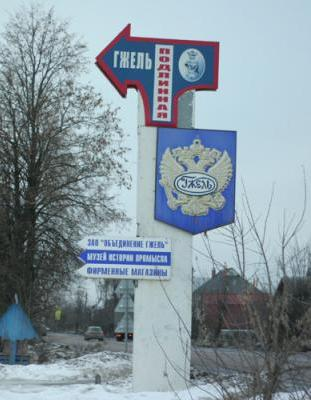 ГЖЕЛЬ
ПОДЛИННАЯ
Гжель
ЗАО "ОБЪЕДИНЕНИЕ ГЖЕЛЬ"
МУЗЕЙ ИСТОРИИ ПРОМЫСЛА
ФИРМЕННЫЕ МАГАЗИНЫ